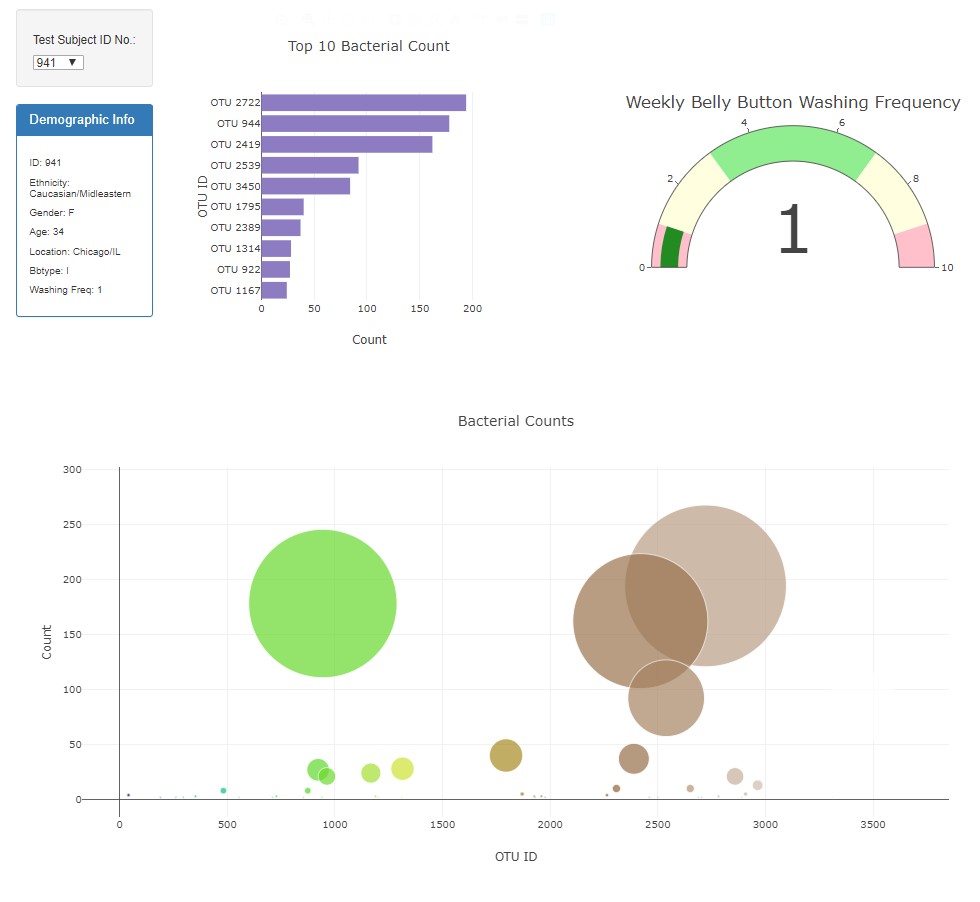 Test Subject ID No.:
941 ▼
Demographic Info
ID: 941
Ethnicity:
Caucasian/Midleastern
Gender: F
Age: 34
Location: Chicago/IL
Bbtype: I
Washing Freq: 1
Top 10 Bacterial Count
OTU ID
OTU 2722
OTU 944
OTU 2419
OTU 2539
OTU 3450
OTU 1795
OTU 2389
OTU 1314
OTU 922
OTU 1167
0 50 100 150 200
Count
Weekly Belly Button Washing Frequency
0 2 4 6 8 10
1
Bacterial Counts
Count
300
250
200
150
100
50
0
0 500 1000 1500 2000 2500 3000 3500
OTU ID